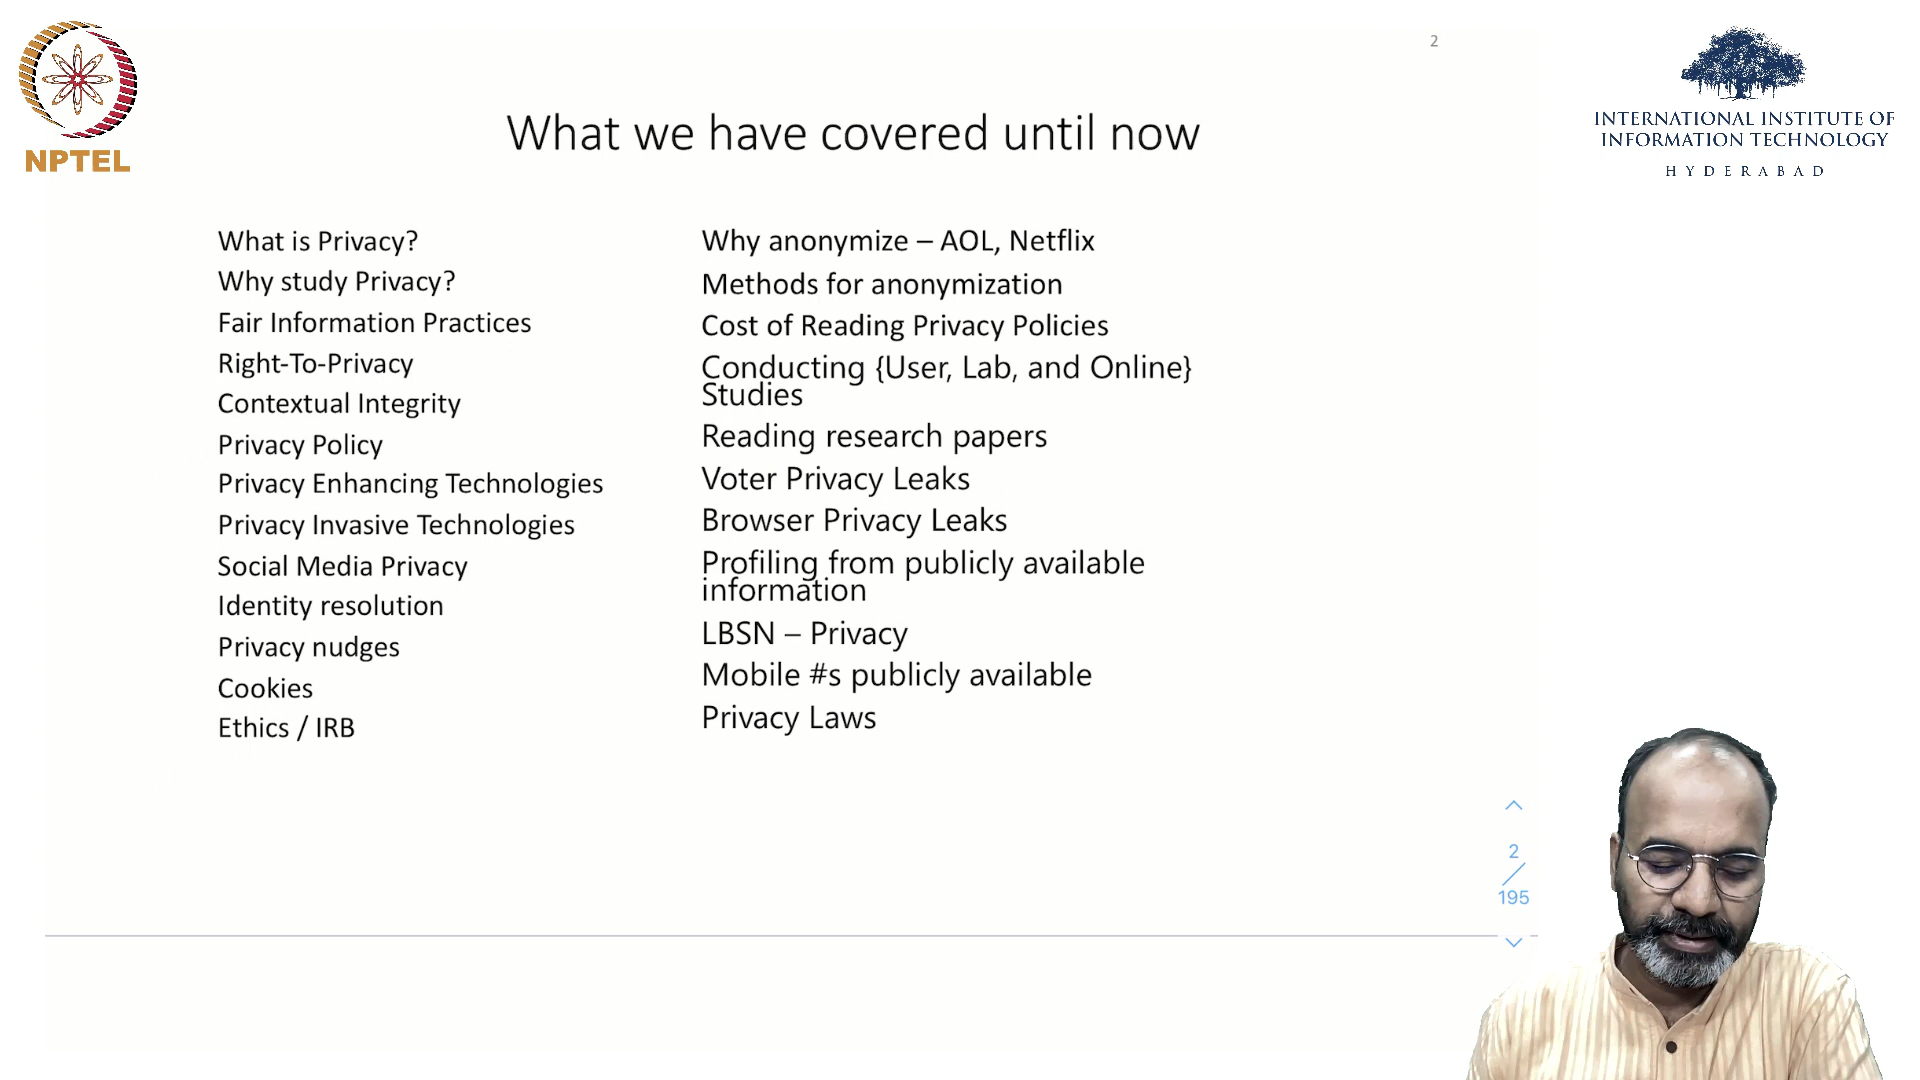 2
NPTEL
INTERNATIONAL INSTITUTE OF
INFORMATION TECHNOLOGY
HYDERABAD
What we have covered until now
What is Privacy?
Why study Privacy?
Fair Information Practices
Right-To-Privacy
Contextual Integrity
Privacy Policy
Privacy Enhancing Technologies
Privacy Invasive Technologies
Social Media Privacy
Identity resolution
Privacy nudges
Cookies
Ethics / IRB
Why anonymize – AOL, Netflix
Methods for anonymization
Cost of Reading Privacy Policies
Conducting {User, Lab, and Online}
Studies
Reading research papers
Voter Privacy Leaks
Browser Privacy Leaks
Profiling from publicly available
information
LBSN – Privacy
Mobile #s publicly available
Privacy Laws
2
/
195